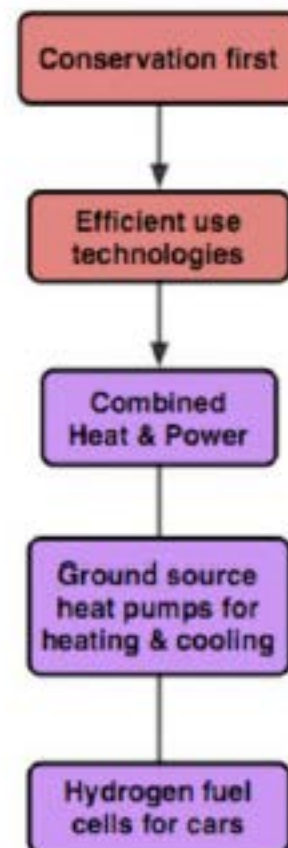 Conservation first
Efficient use
technologies
Combined
Heat & Power
Ground source
heat pumps for
heating & cooling
Hydrogen fuel
cells for cars